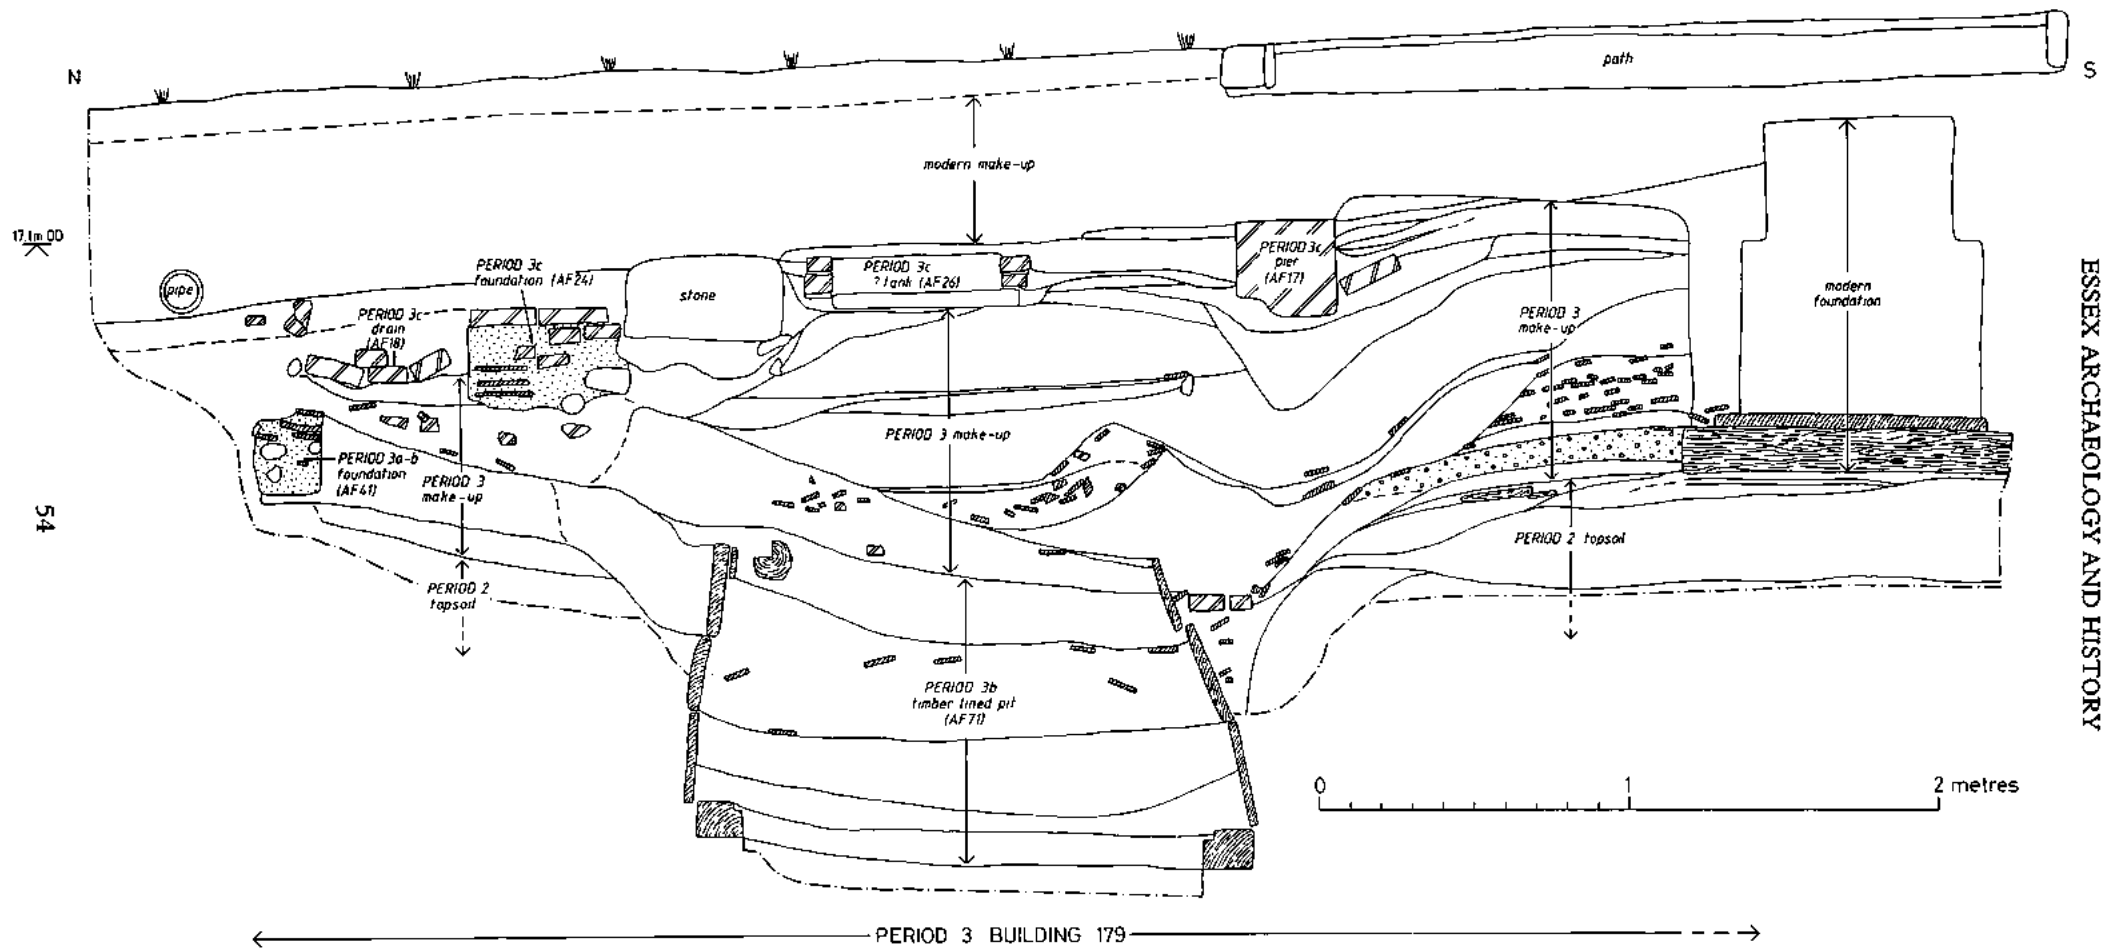 N
S
path
modern make-up
17.1m OD
pipe
PERIOD 3c
foundation (AF24)
PERIOD 3c
drain
(AF18)
stone
PERIOD 3c
? tank (AF26)
PERIOD 3c
pier
(AF17)
PERIOD 3
make-up
modern
foundation
PERIOD 3 make-up
PERIOD 3a-b
foundation
(AF41)
PERIOD 3
make-up
PERIOD 2
topsoil
PERIOD 2 topsoil
PERIOD 3b
timber lined pit
(AF71)
0 1 2 metres
PERIOD 3 BUILDING 179
54
ESSEX ARCHAEOLOGY AND HISTORY